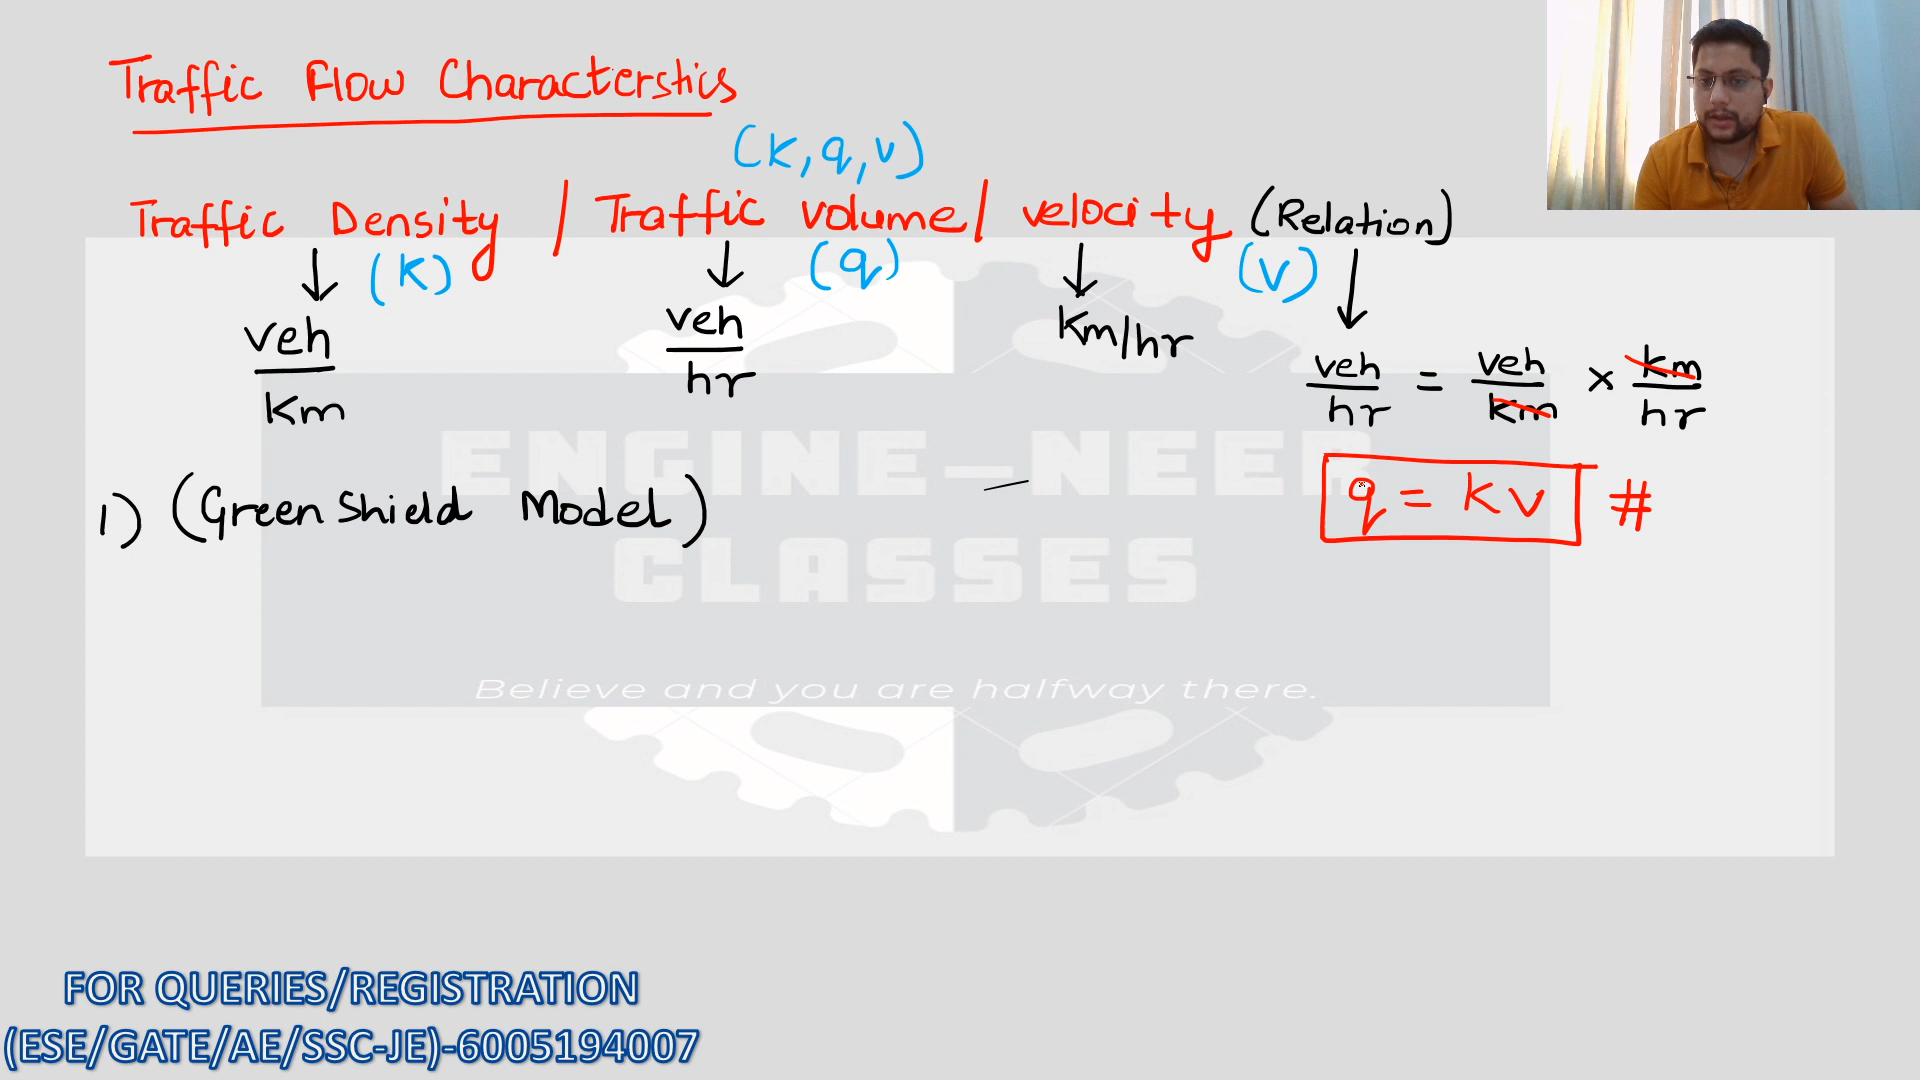 Traffic Flow Characterstics
(K, q, v)
Traffic Density / Traffic volume / velocity (Relation)
(K) (q) (V)
veh/km veh/hr Km/hr
veh/hr = veh/km × km/hr
1) (Green Shield Model)
q = K V #
ENGINE-NEER
CLASSES
Believe and you are halfway there.
FOR QUERIES/REGISTRATION
(ESE/GATE/AE/SSC-JE)-6005194007